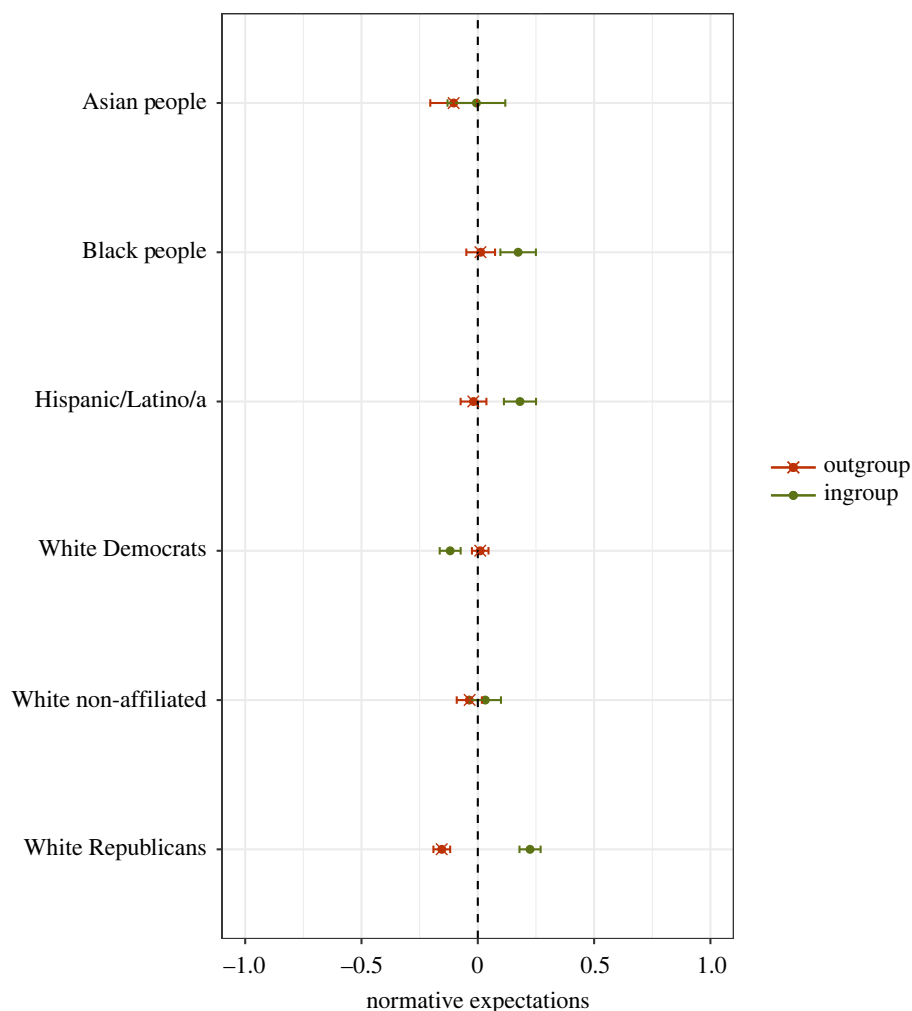 Asian people
Black people
Hispanic/Latino/a
White Democrats
White non-affiliated
White Republicans
outgroup
ingroup
–1.0
–0.5
0
0.5
1.0
normative expectations